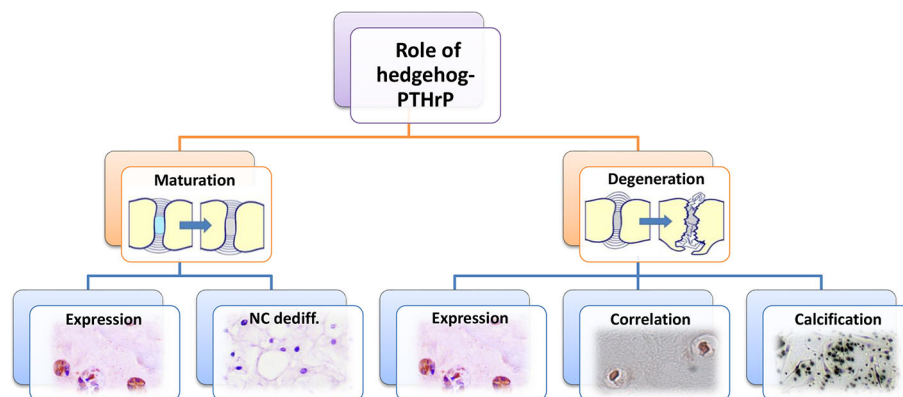 Role of
hedgehog-
PTHrP
Maturation
Degeneration
Expression
NC dediff.
Expression
Correlation
Calcification